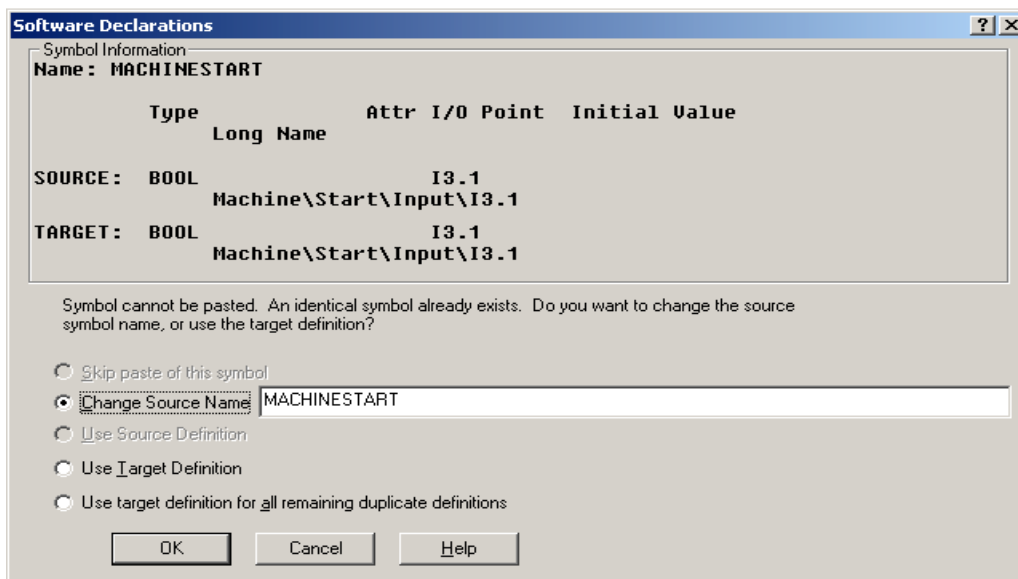 Software Declarations
Symbol Information
Name: MACHINESTART
Type Attr I/O Point Initial Value
Long Name
SOURCE: BOOL I3.1
Machine\Start\Input\I3.1
TARGET: BOOL I3.1
Machine\Start\Input\I3.1
Symbol cannot be pasted. An identical symbol already exists. Do you want to change the source
symbol name, or use the target definition?
Skip paste of this symbol
Change Source Name MACHINESTART
Use Source Definition
Use Target Definition
Use target definition for all remaining duplicate definitions
OK Cancel Help